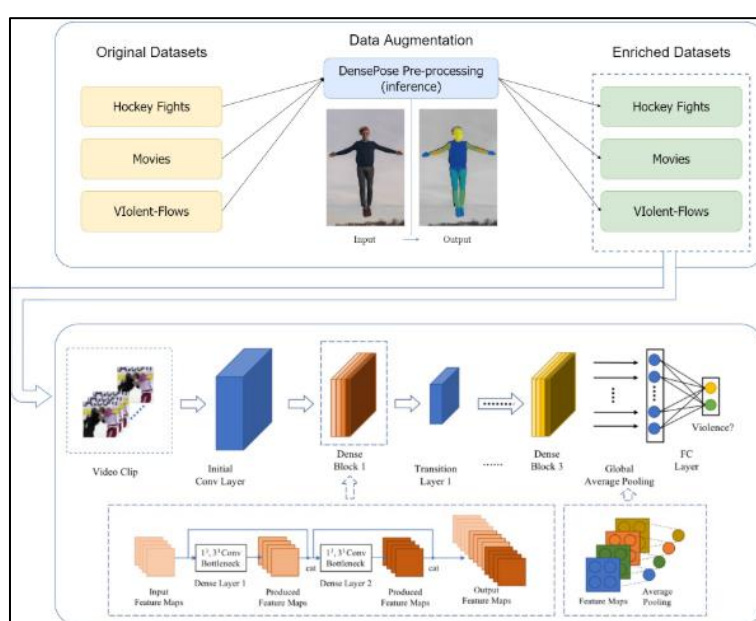 Original Datasets
Data Augmentation
Enriched Datasets
DensePose Pre-processing
(inference)
Hockey Fights
Movies
VIolent-Flows
Input
Output
Hockey Fights
Movies
VIolent-Flows
Video Clip
Initial
Conv Layer
Dense
Block 1
Transition
Layer 1
......
Dense
Block 3
Global
Average Pooling
FC
Layer
Violence?
Input
Feature Maps
1³, 3³ Conv
Bottleneck
Dense Layer 1
Produced
Feature Maps
cat
1³, 3³ Conv
Bottleneck
Dense Layer 2
Produced
Feature Maps
cat
Output
Feature Maps
Feature Maps
Average
Pooling